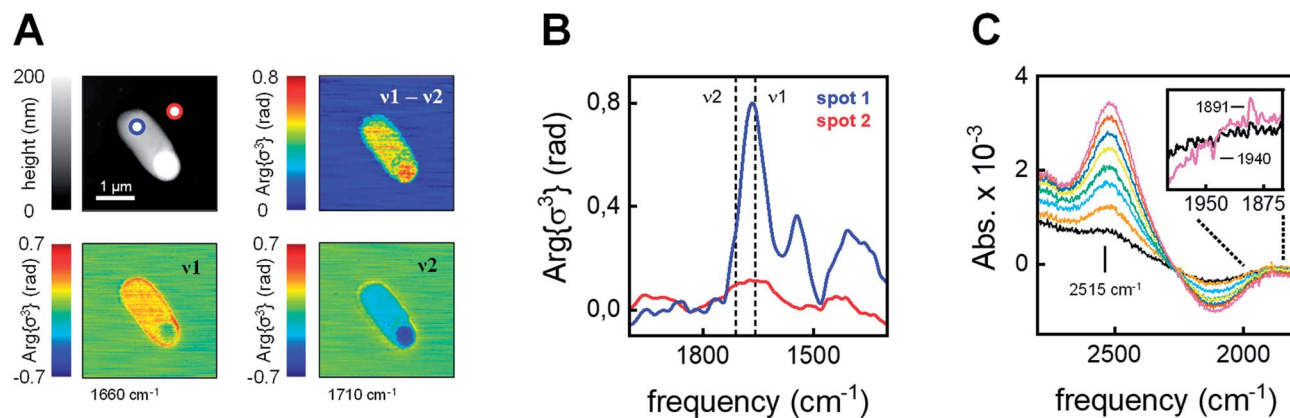 A
200
height (nm)
0
1 µm
0.8
Arg{σ³} (rad)
0
ν1 – ν2
0.7
Arg{σ³} (rad)
-0.7
ν1
1660 cm⁻¹
0.7
Arg{σ³} (rad)
-0.7
ν2
1710 cm⁻¹
B
Arg{σ³} (rad)
0,8
0,4
0,0
ν2
ν1
spot 1
spot 2
1800
1500
frequency (cm⁻¹)
C
Abs. x 10⁻³
4
2
0
1891
1940
1950
1875
2515 cm⁻¹
2500
2000
frequency (cm⁻¹)